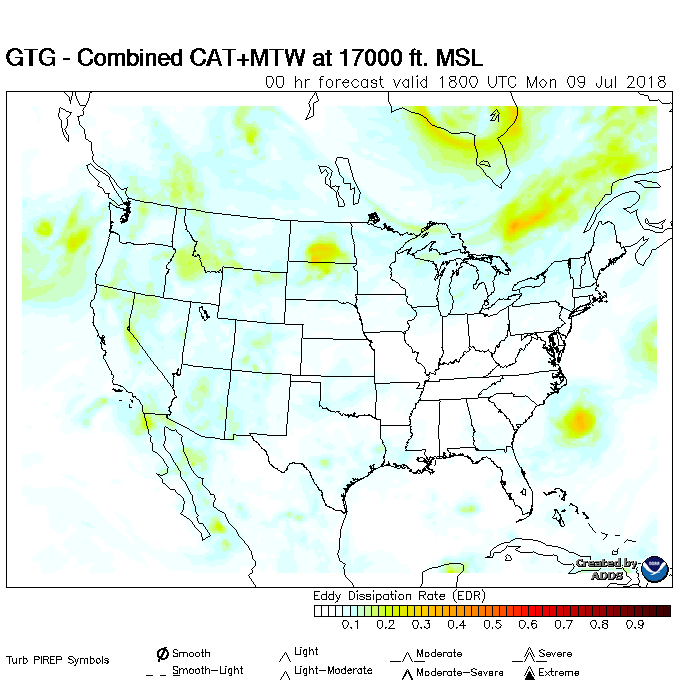 GTG - Combined CAT+MTW at 17000 ft. MSL
00 hr forecast valid 1800 UTC Mon 09 Jul 2018
Created by
ADDS
Eddy Dissipation Rate (EDR)
0.1 0.2 0.3 0.4 0.5 0.6 0.7 0.8 0.9
Turb PIREP Symbols
Smooth Light Moderate Severe
Smooth-Light Light-Moderate Moderate-Severe Extreme